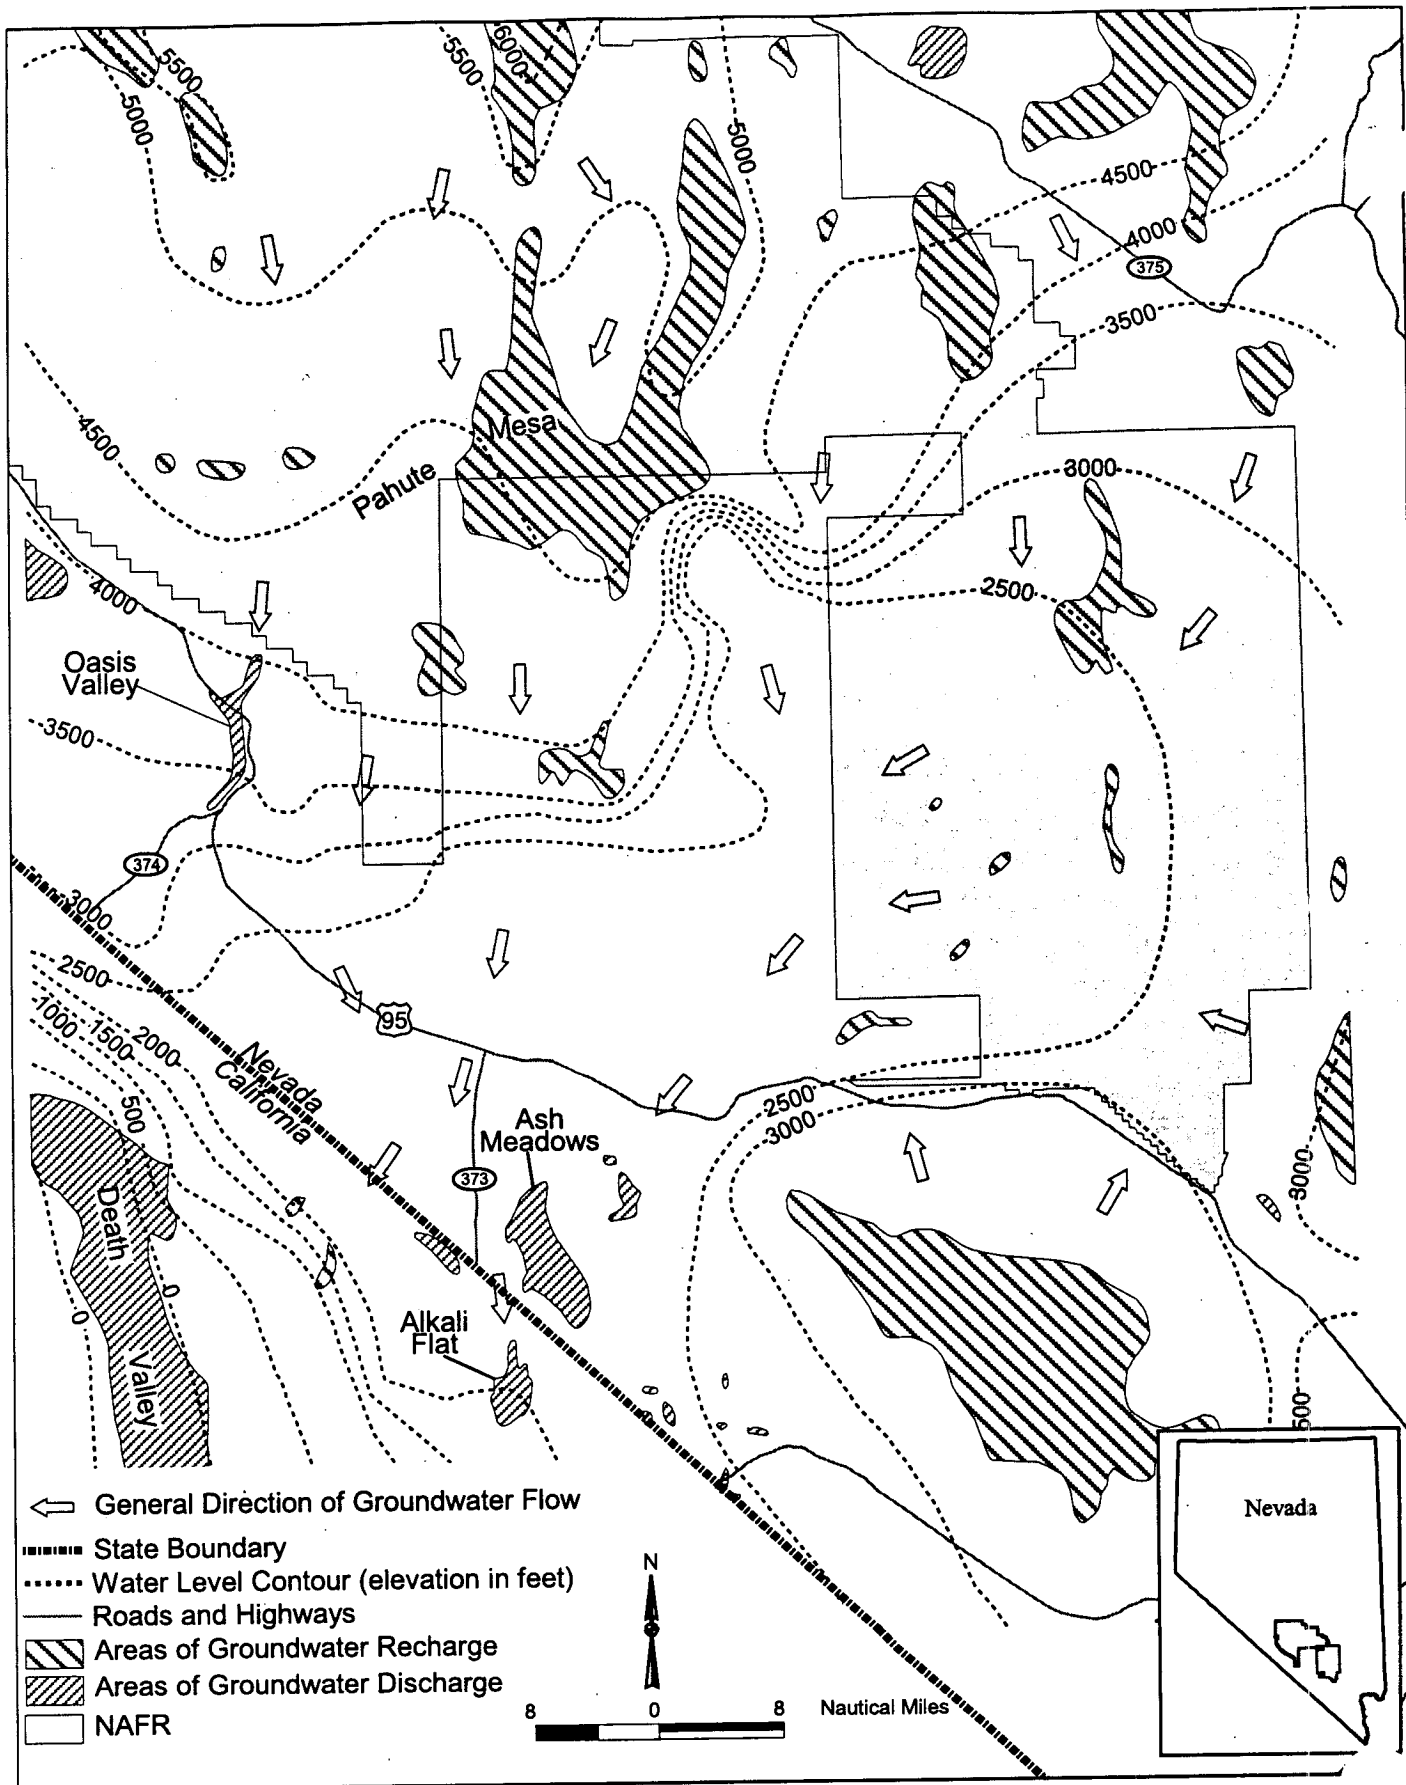 5500
5000
5500
6000
5000
4500
4000
375
3500
Mesa
Pahute
4500
3000
2500
4000
Oasis
Valley
3500
374
3000
2500
1000
1500
2000
95
Nevada
California
500
2500
3000
Ash
Meadows
373
3000
Death
Valley
0
0
Alkali
Flat
500
General Direction of Groundwater Flow
State Boundary
Water Level Contour (elevation in feet)
Roads and Highways
Areas of Groundwater Recharge
Areas of Groundwater Discharge
NAFR
N
8 0 8
Nautical Miles
Nevada